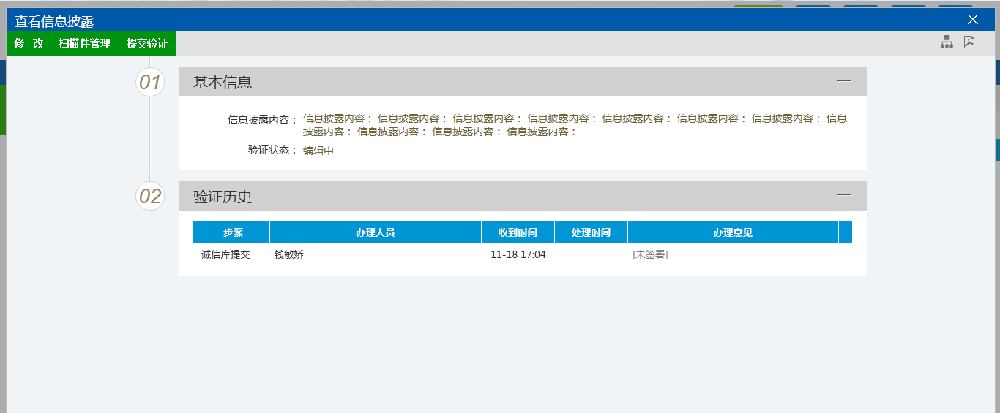 查看信息披露
修 改 扫描件管理 提交验证
01 基本信息
信息披露内容： 信息披露内容： 信息披露内容： 信息披露内容： 信息披露内容： 信息披露内容： 信息披露内容： 信息披露内容： 信息
披露内容： 信息披露内容： 信息披露内容： 信息披露内容：
验证状态： 编辑中
02 验证历史
步骤 办理人员 收到时间 处理时间 办理意见
诚信库提交 钱敏娇 11-18 17:04 [未签署]